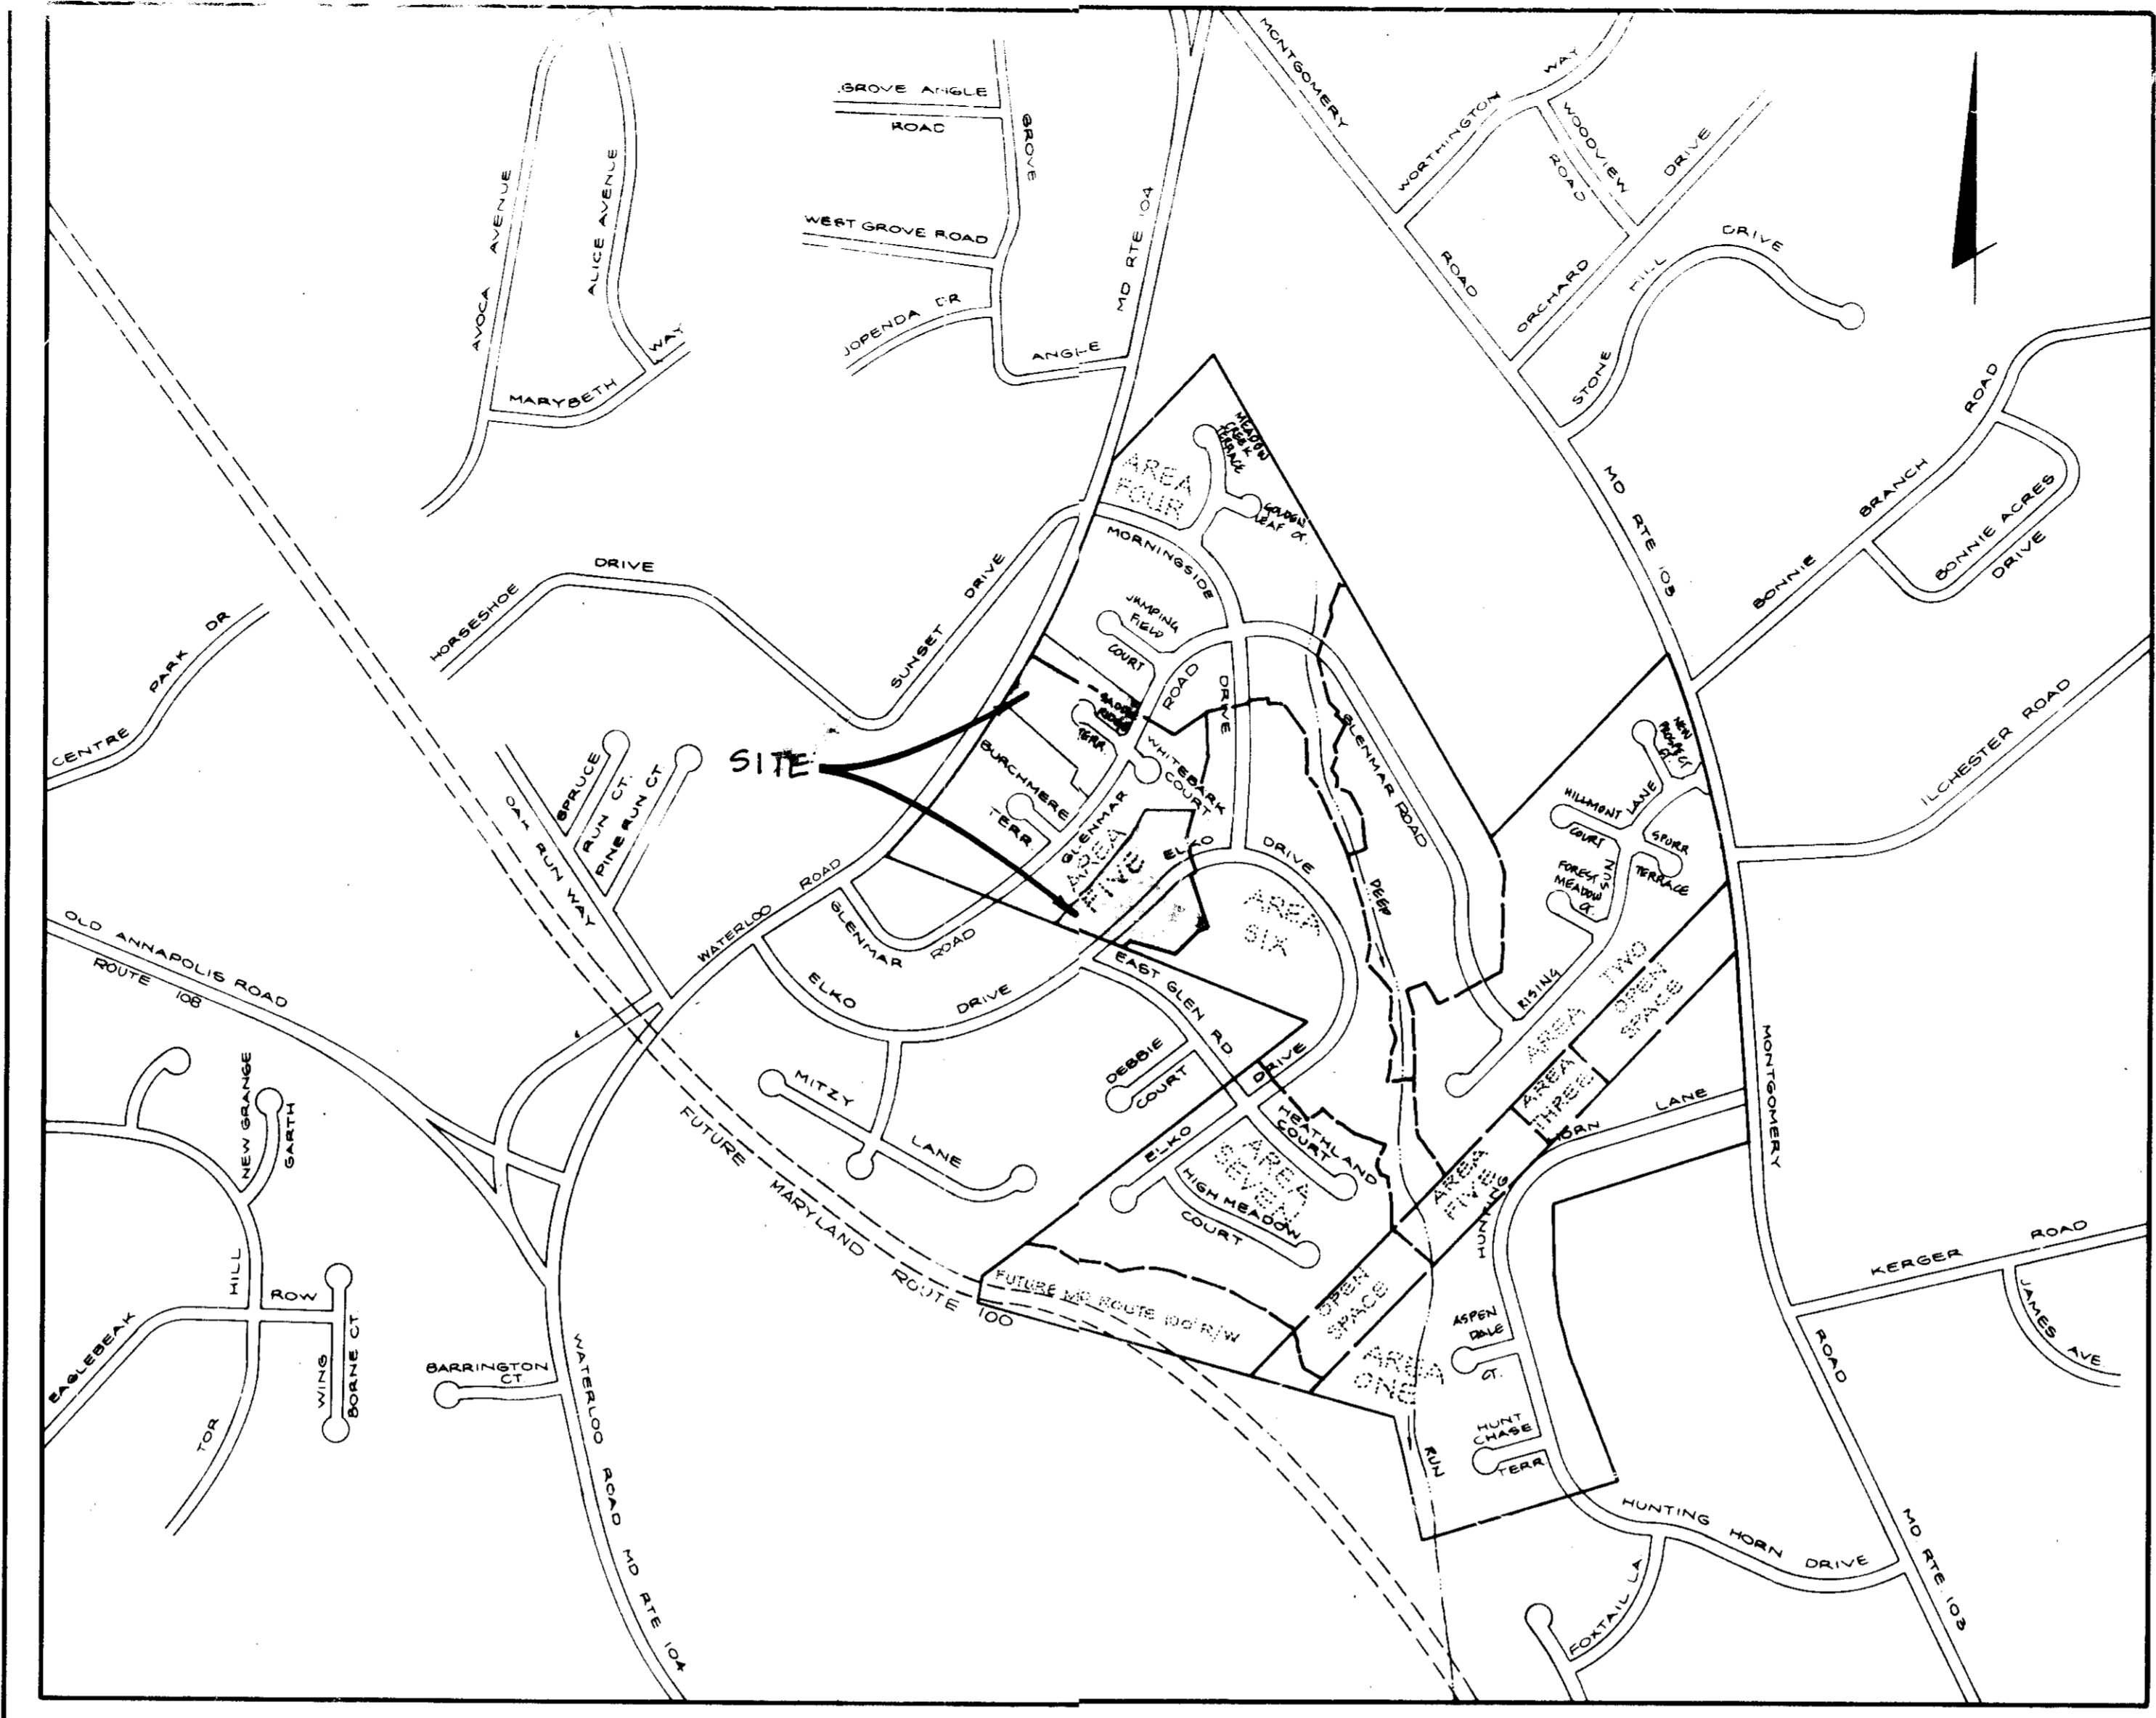 MONTGOMERY
ROAD
WORTHINGTON
WAY
WOODVIEW
ROAD
ORCHARD
DRIVE
STONE
HILL
DRIVE
GROVE ANGLE
ROAD
GROVE
WEST GROVE ROAD
JOPENDA DR
ANGLE
MD RTE 104
AVOCA AVENUE
ALICE AVENUE
MARYBETH
WAY
MEADOW
CREEK
TERRACE
AREA
FOUR
GOLDEN
LEAF CT.
MORNINGSIDE
DRIVE
JUMPING
FIELD
COURT
ROAD
MD RTE 103
BONNIE
BRANCH
ROAD
BONNIE ACRES
DRIVE
ILCHESTER ROAD
HORSESHOE
DRIVE
SUNSET
DRIVE
CENTRE
PARK
DR
SPRUCE
RUN CT.
PINE RUN CT
OAK
RUN
WAY
SITE
TERR.
WHITEBARK
COURT
BURCHMERE
TERR
GLENMAR
AREA
FIVE
ELKO
DRIVE
GLENMAR ROAD
DEEP
NEW
PROSPECT
CT.
HILLMONT
COURT
LANE
SPURR
TERRACE
FOREST
MEADOW
CT.
SUN
RISING
AREA
SIX
AREA TWO
OPEN
SPACE
WATERLOO
ROAD
GLENMAR
ROAD
ELKO
DRIVE
EAST GLEN RD
DEBBIE
COURT
DRIVE
OLD ANNAPOLIS ROAD
ROUTE 108
MITZY
LANE
ELKO
HEATHLAND
COURT
AREA
SEVEN
HIGH MEADOW
COURT
AREA
THREE
AREA
FIVE
HUNTING
HORN
LANE
MONTGOMERY
ROAD
NEW GRANGE
GARTH
HILL
ROW
EAGLEBEAK
WING
BORNE CT.
TOR
BARRINGTON
CT.
FUTURE MARYLAND ROUTE 100
FUTURE MD ROUTE 100 R/W
OPEN
SPACE
AREA
ONE
ASPEN
DALE
CT.
HUNT
CHASE
TERR
RUN
KERGER
ROAD
JAMES
AVE.
WATERLOO ROAD MD RTE 104
HUNTING HORN DRIVE
FOXTAIL LA
MD RTE 103